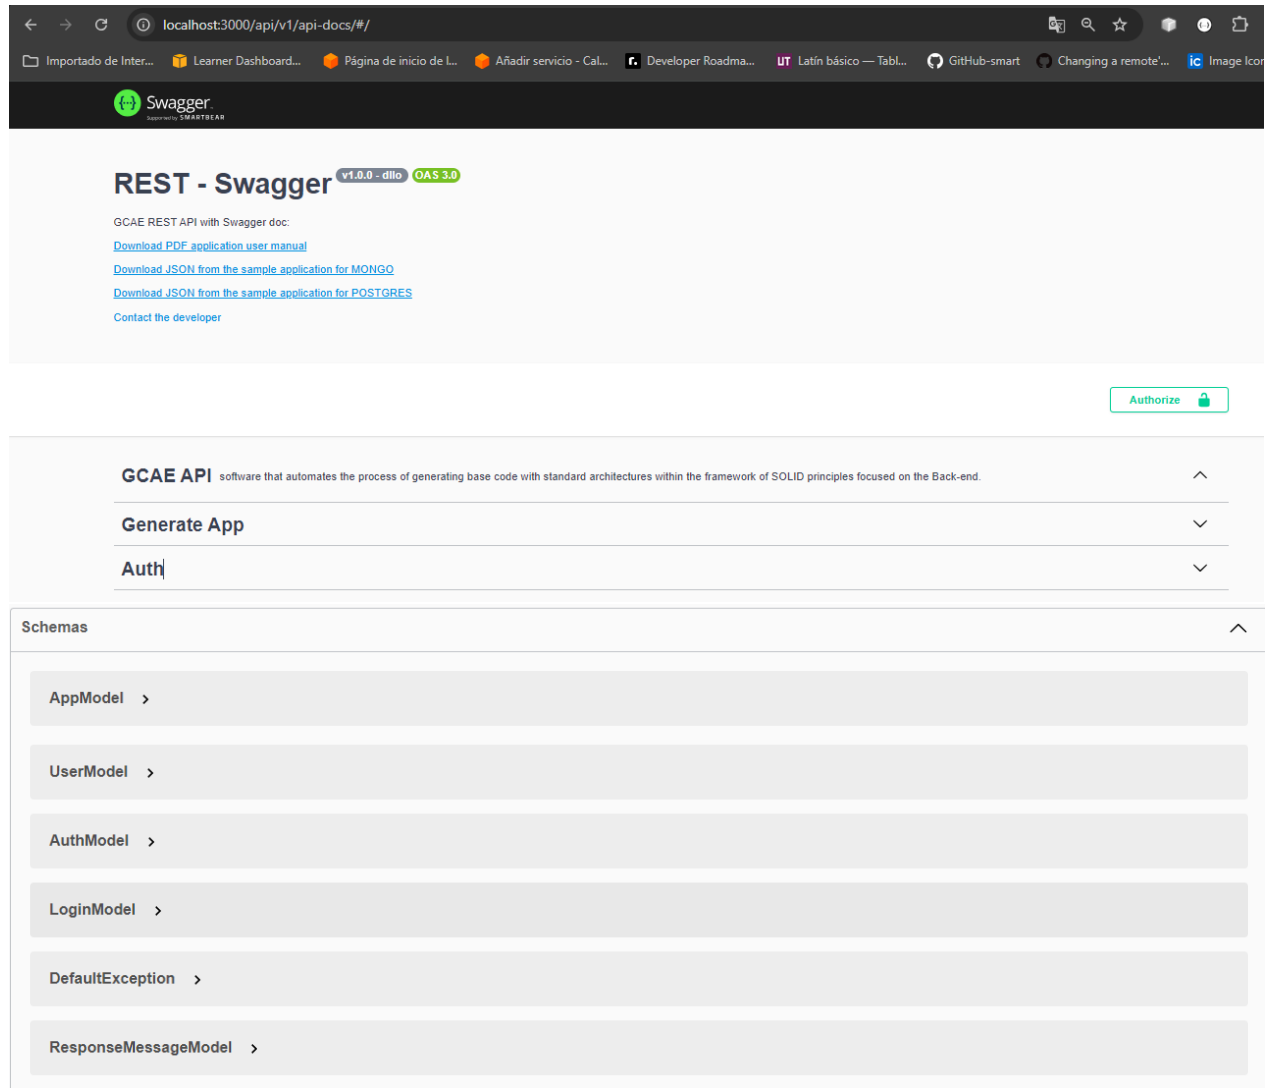 localhost:3000/api/v1/api-docs/#/
Importado de Inter... Learner Dashboard... Página de inicio de I... Añadir servicio - Cal... r. Developer Roadma... UT Latín básico — Tabl... GitHub-smart Changing a remote'... ic Image Icon
{··} Swagger.
Supported by SMARTBEAR
REST - Swagger v1.0.0 - dllo OAS 3.0
GCAE REST API with Swagger doc:
Download PDF application user manual
Download JSON from the sample application for MONGO
Download JSON from the sample application for POSTGRES
Contact the developer
Authorize
GCAE API software that automates the process of generating base code with standard architectures within the framework of SOLID principles focused on the Back-end.
Generate App
Auth
Schemas
AppModel
UserModel
AuthModel
LoginModel
DefaultException
ResponseMessageModel